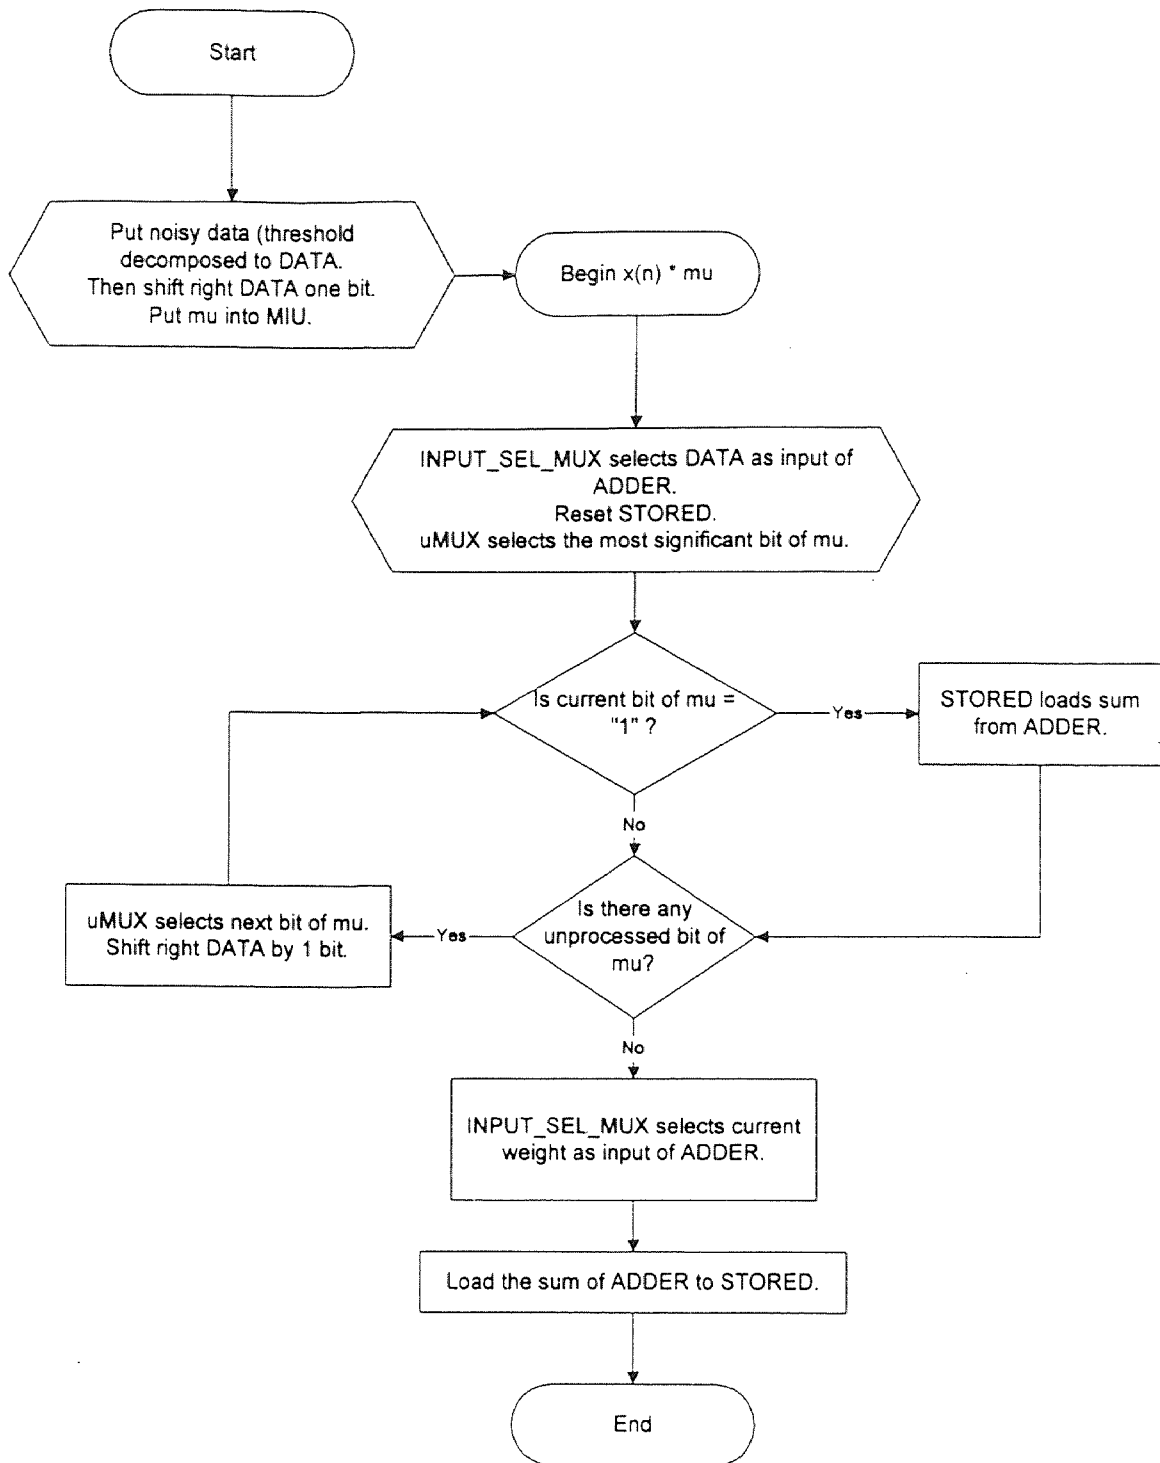 Start
Put noisy data (threshold
decomposed to DATA.
Then shift right DATA one bit.
Put mu into MIU.
Begin x(n) * mu
INPUT_SEL_MUX selects DATA as input of
ADDER.
Reset STORED.
uMUX selects the most significant bit of mu.
Is current bit of mu =
"1" ?
Yes
STORED loads sum
from ADDER.
No
Is there any
unprocessed bit of
mu?
Yes
uMUX selects next bit of mu.
Shift right DATA by 1 bit.
No
INPUT_SEL_MUX selects current
weight as input of ADDER.
Load the sum of ADDER to STORED.
End